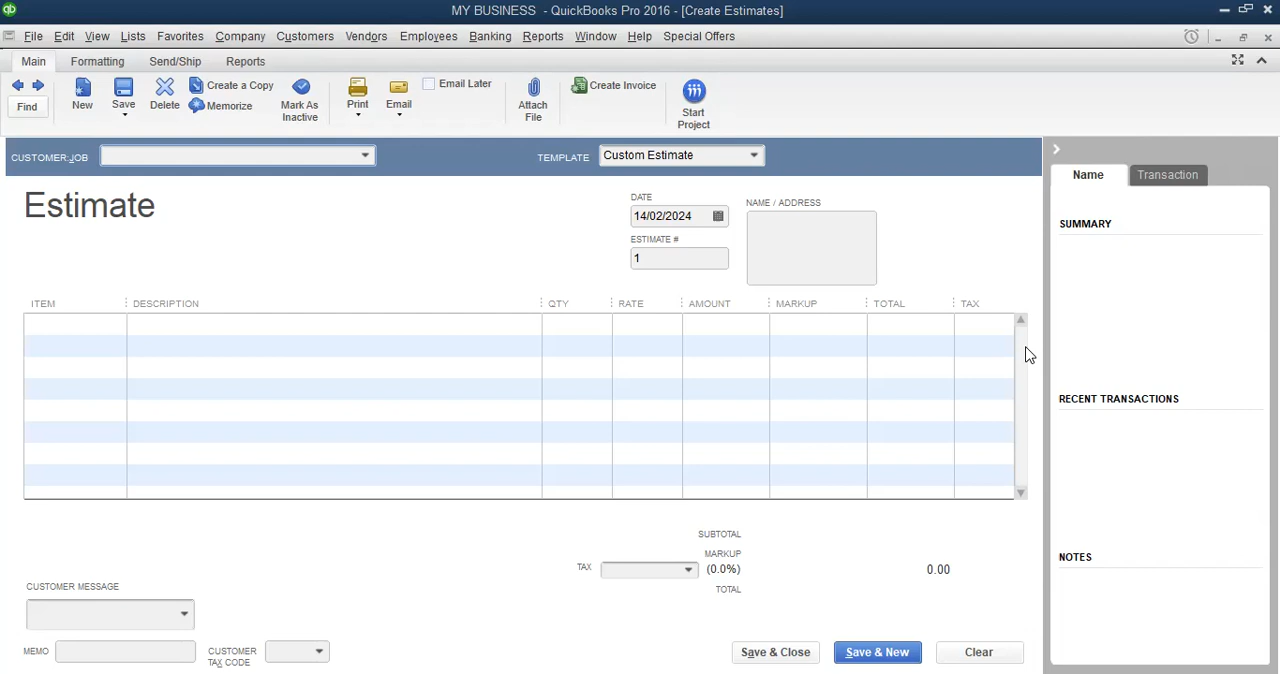 qb
MY BUSINESS - QuickBooks Pro 2016 - [Create Estimates]
File Edit View Lists Favorites Company Customers Vendors Employees Banking Reports Window Help Special Offers
Main Formatting Send/Ship Reports
Find New Save Delete Create a Copy Memorize Mark As Inactive Print Email Email Later Attach File Create Invoice Start Project
CUSTOMER:JOB TEMPLATE Custom Estimate
Name Transaction
Estimate
DATE
14/02/2024
ESTIMATE #
1
NAME / ADDRESS
SUMMARY
ITEM DESCRIPTION QTY RATE AMOUNT MARKUP TOTAL TAX
RECENT TRANSACTIONS
SUBTOTAL
MARKUP
TAX (0.0%) 0.00
TOTAL
NOTES
CUSTOMER MESSAGE
MEMO CUSTOMER TAX CODE
Save & Close Save & New Clear